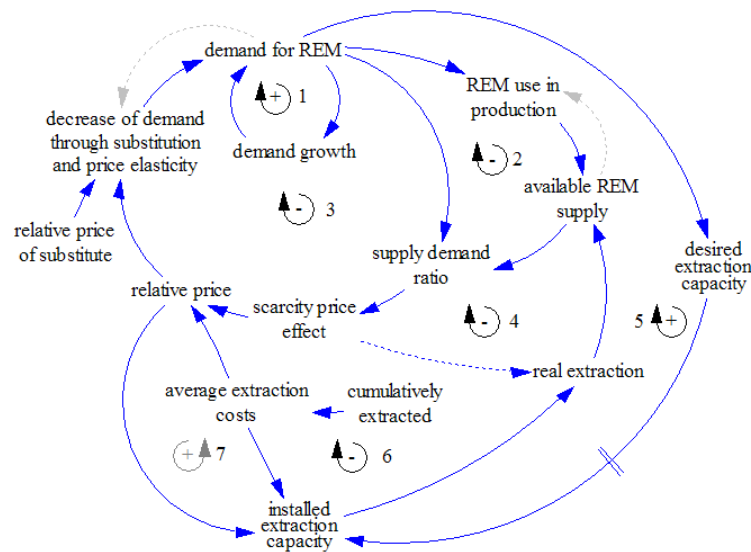 demand for REM
REM use in
production
+ 1
decrease of demand
through substitution
and price elasticity
demand growth
- 2
available REM
supply
- 3
relative price
of substitute
supply demand
ratio
desired
extraction
capacity
relative price
scarcity price
effect
- 4
5 +
real extraction
average extraction
costs
cumulatively
extracted
+ 7
- 6
installed
extraction
capacity